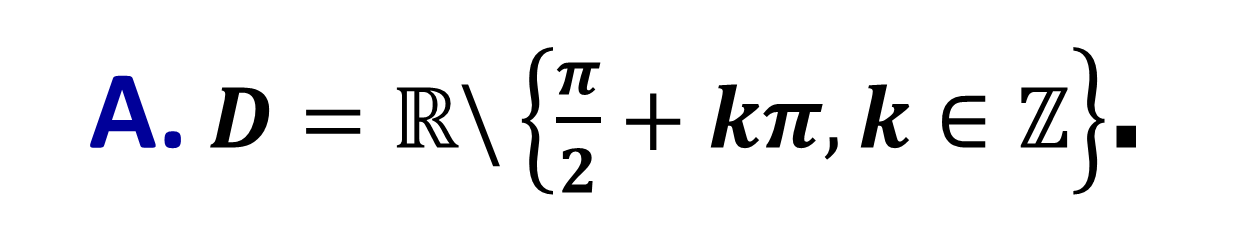 A. D = ℝ\{π/2 + kπ, k ∈ ℤ}.